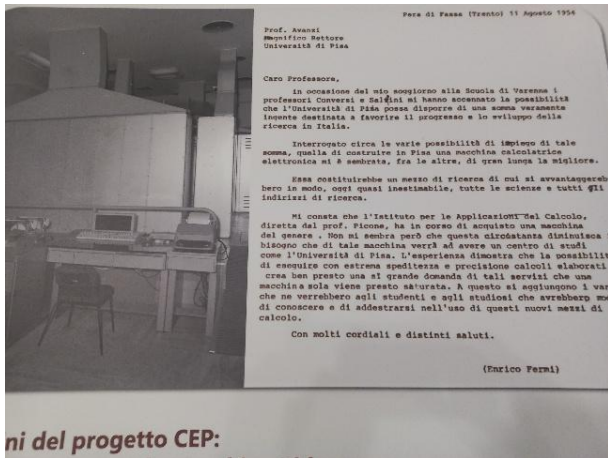 Pera di Fassa (Trento) 11 Agosto 1954
Prof. Avanzi
Magnifico Rettore
Università di Pisa
Caro Professore,
in occasione del mio soggiorno alla Scuola di Varenna i
professori Conversi e Salvini mi hanno accennato la possibilità
che l'Università di Pisa possa disporre di una somma veramente
ingente destinata a favorire il progresso e lo sviluppo della
ricerca in Italia.
Interrogato circa le varie possibilità di impiego di tale
somma, quella di costruire in Pisa una macchina calcolatrice
elettronica mi è sembrata, fra le altre, di gran lunga la migliore.
Essa costituirebbe un mezzo di ricerca di cui si avvantaggereb
bero in modo, oggi quasi inestimabile, tutte le scienze e tutti gli
indirizzi di ricerca.
Mi consta che l'Istituto per le Applicazioni del Calcolo,
diretto dal prof. Picone, ha in corso di acquisto una macchina
del genere . Non mi sembra però che questa circostanza diminuisca
bisogno che di tale macchina verrà ad avere un centro di studi
come l'Università di Pisa. L'esperienza dimostra che la possibilit
di eseguire con estrema speditezza e precisione calcoli elaborati
crea ben presto una sì grande domanda di tali servizi che una
macchina sola viene presto saturata. A questo si aggiungono i van
che ne verrebbero agli studenti e agli studiosi che avrebbero mo
di conoscere e di addestrarsi nell'uso di questi nuovi mezzi di
calcolo.
Con molti cordiali e distinti saluti.
(Enrico Fermi)
ni del progetto CEP: